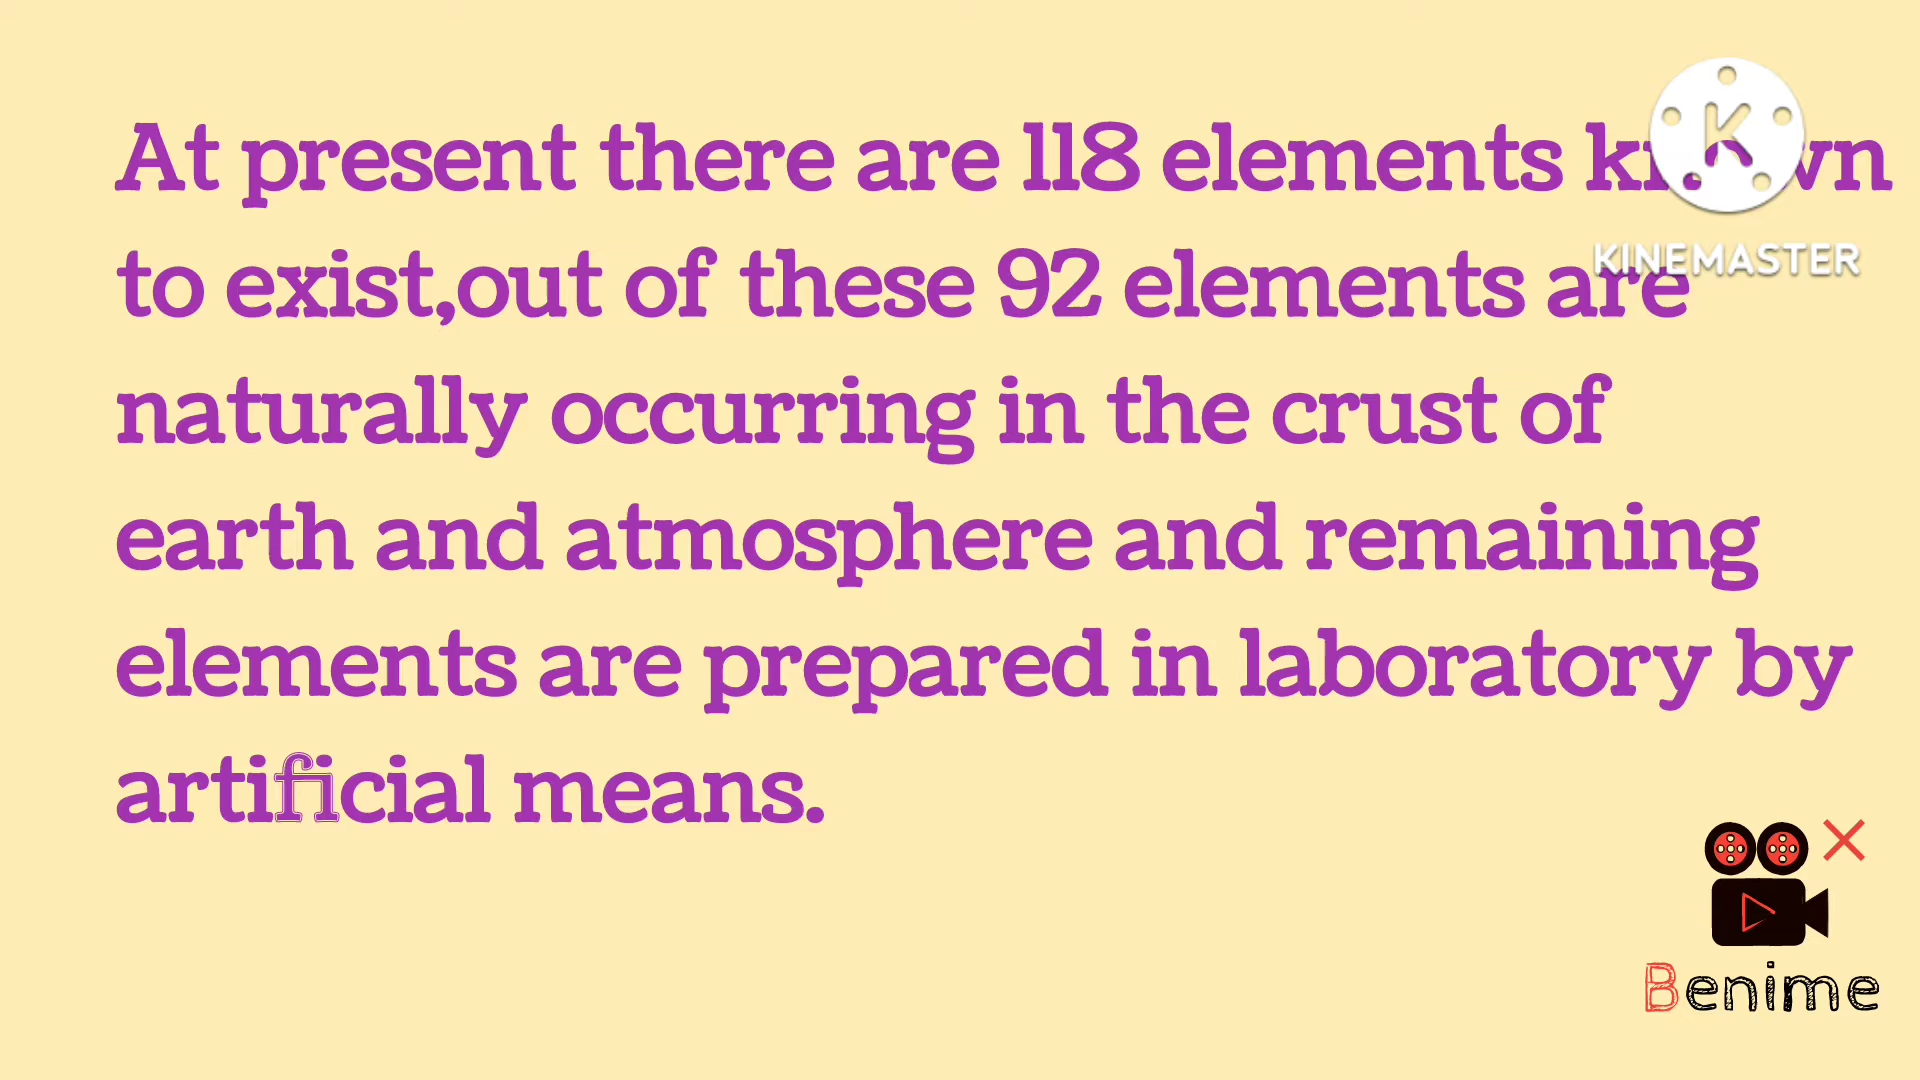 At present there are 118 elements known
to exist,out of these 92 elements are
naturally occurring in the crust of
earth and atmosphere and remaining
elements are prepared in laboratory by
artificial means.
KINEMASTER
Benime